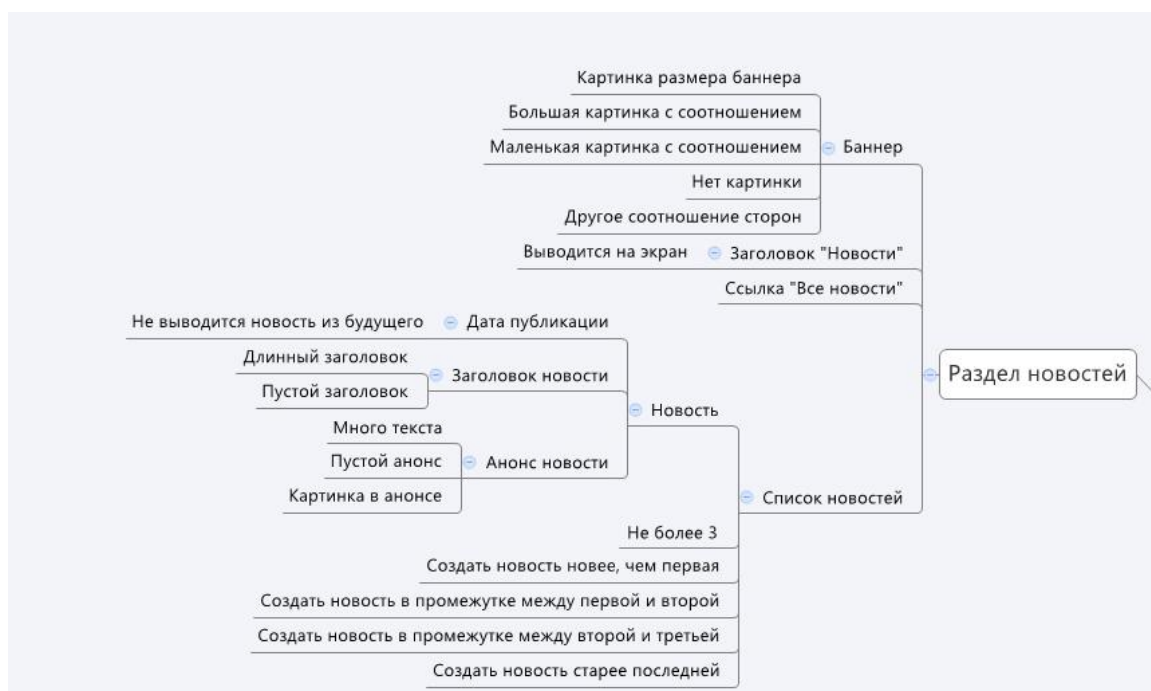 Картинка размера баннера
Большая картинка с соотношением
Маленькая картинка с соотношением
Баннер
Нет картинки
Другое соотношение сторон
Выводится на экран
Заголовок "Новости"
Ссылка "Все новости"
Не выводится новость из будущего
Дата публикации
Длинный заголовок
Заголовок новости
Пустой заголовок
Раздел новостей
Новость
Много текста
Пустой анонс
Анонс новости
Картинка в анонсе
Список новостей
Не более 3
Создать новость новее, чем первая
Создать новость в промежутке между первой и второй
Создать новость в промежутке между второй и третьей
Создать новость старее последней